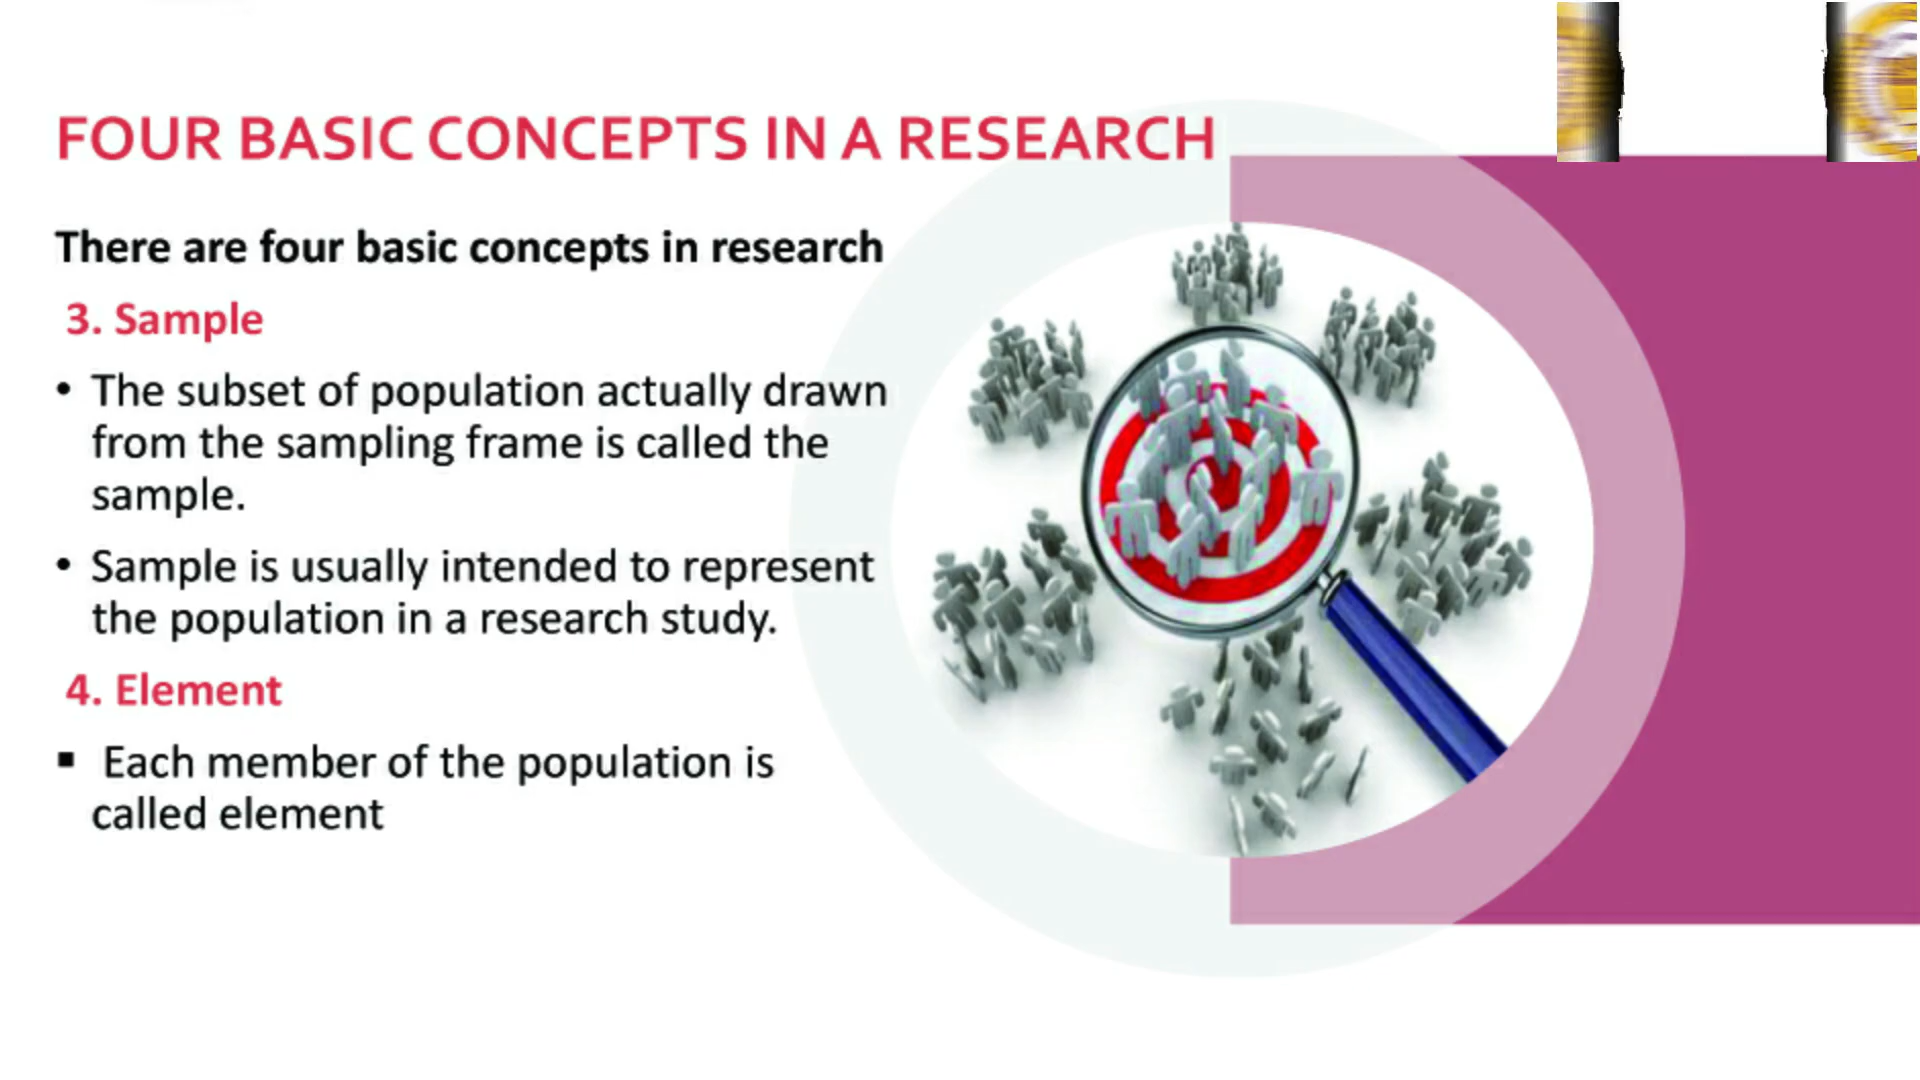 FOUR BASIC CONCEPTS IN A RESEARCH
There are four basic concepts in research
3. Sample
• The subset of population actually drawn
from the sampling frame is called the
sample.
• Sample is usually intended to represent
the population in a research study.
4. Element
▪ Each member of the population is
called element